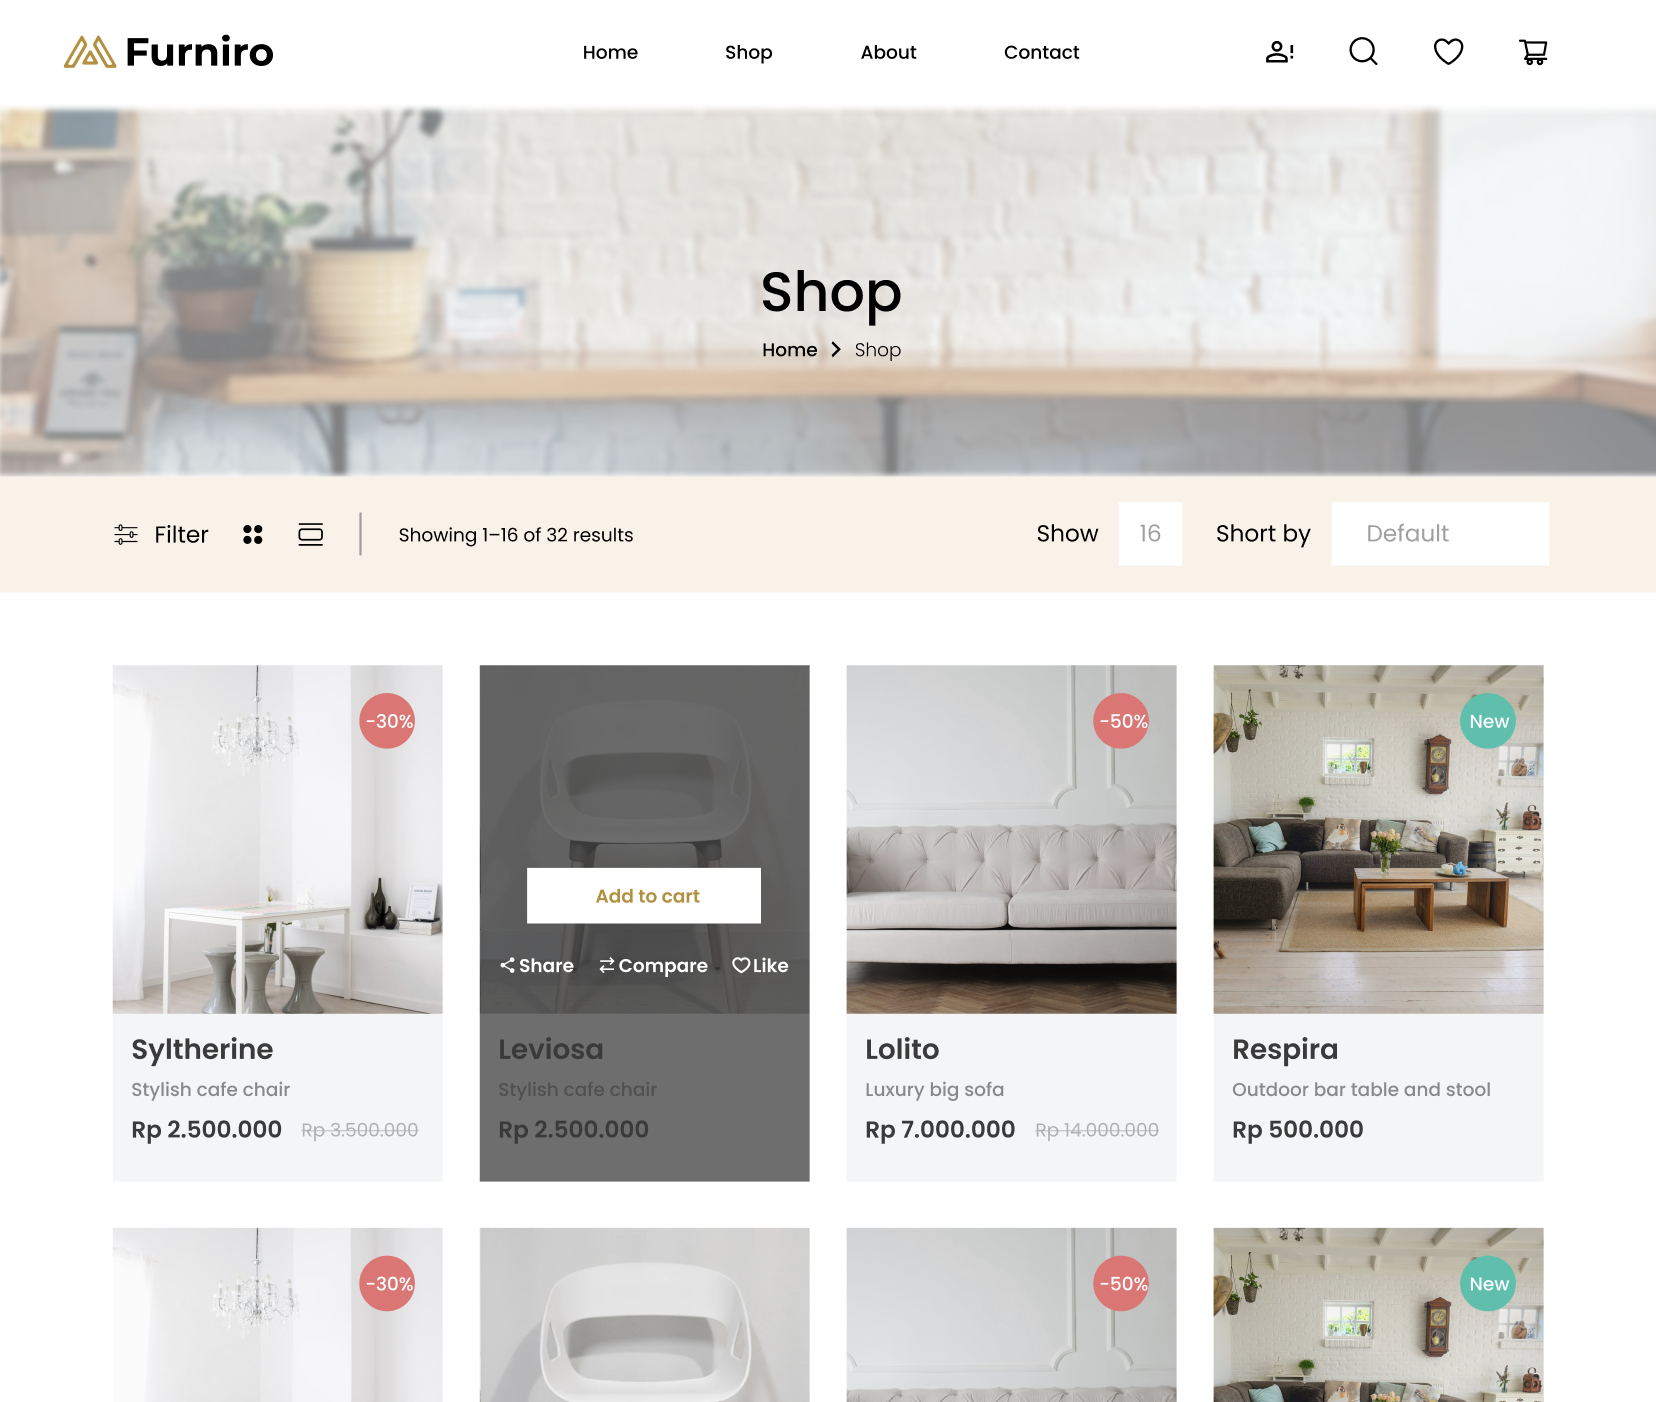 Furniro
Home Shop About Contact
Shop
Home Shop
Filter
Showing 1–16 of 32 results
Show 16 Short by Default
-30%
-50%
New
Add to cart
Share Compare Like
Syltherine
Stylish cafe chair
Rp 2.500.000 Rp 3.500.000
Leviosa
Stylish cafe chair
Rp 2.500.000
Lolito
Luxury big sofa
Rp 7.000.000 Rp 14.000.000
Respira
Outdoor bar table and stool
Rp 500.000
-30%
-50%
New